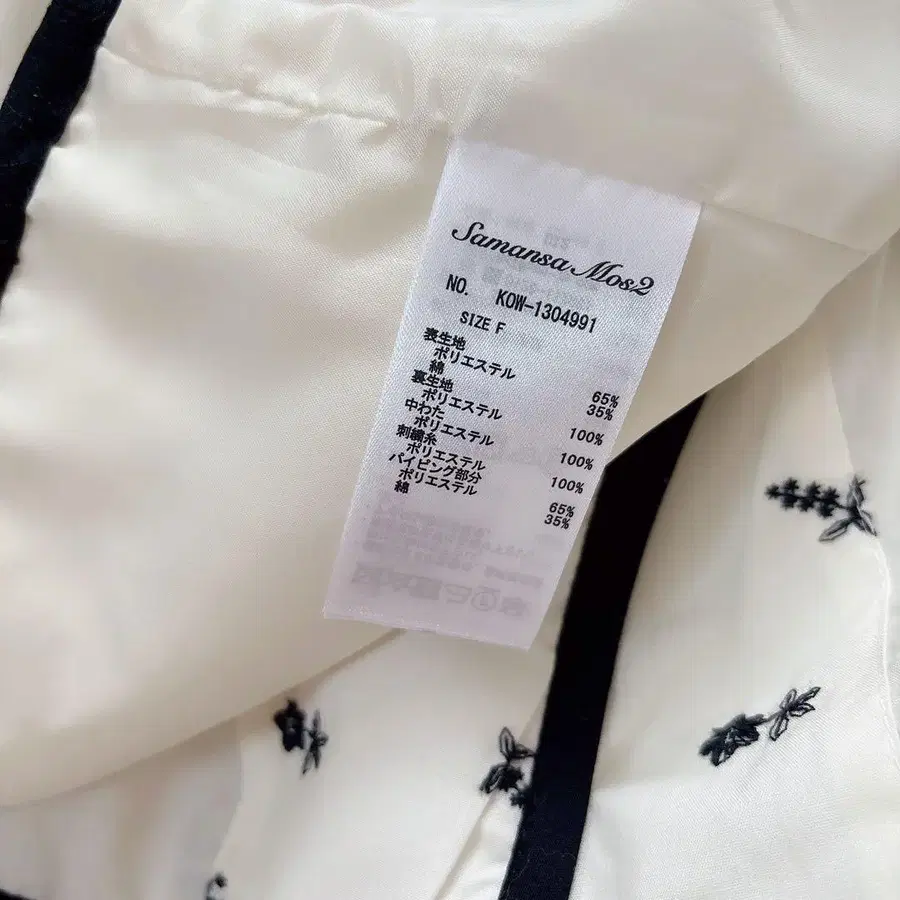 Samansa Mos2
NO. KOW-1304991
SIZE F
表生地
ポリエステル 65%
綿 35%
裏生地
ポリエステル 100%
中わた
ポリエステル 100%
刺繍糸
ポリエステル 100%
パイピング部分
ポリエステル 65%
綿 35%